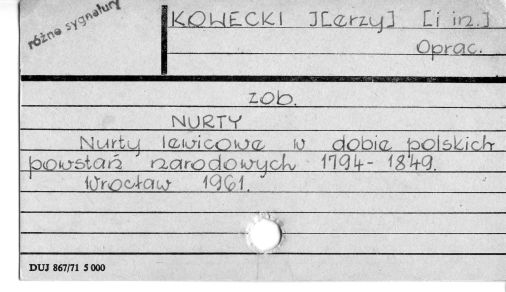 różne sygnatury
KOWECKI J[erzy] [i in.]
Oprac.
zob.
NURTY
Nurty lewicowe w dobie polskich
powstań narodowych 1794-1849.
Wrocław 1961.
DUJ 867/71 5 000